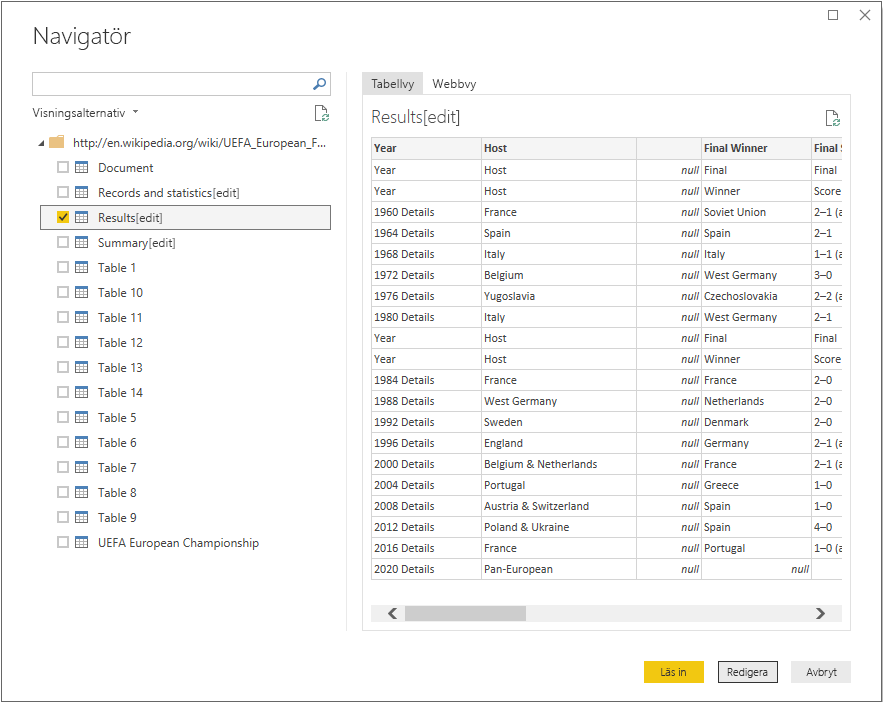 Navigatör
Visningsalternativ
http://en.wikipedia.org/wiki/UEFA_European_F...
Document
Records and statistics[edit]
Results[edit]
Summary[edit]
Table 1
Table 10
Table 11
Table 12
Table 13
Table 14
Table 5
Table 6
Table 7
Table 8
Table 9
UEFA European Championship
Tabellvy Webbvy
Results[edit]
Year Host Final Winner Final S
Year Host null Final Final
Year Host null Winner Score
1960 Details France null Soviet Union 2–1 (a
1964 Details Spain null Spain 2–1
1968 Details Italy null Italy 1–1 (a
1972 Details Belgium null West Germany 3–0
1976 Details Yugoslavia null Czechoslovakia 2–2 (a
1980 Details Italy null West Germany 2–1
Year Host null Final Final
Year Host null Winner Score
1984 Details France null France 2–0
1988 Details West Germany null Netherlands 2–0
1992 Details Sweden null Denmark 2–0
1996 Details England null Germany 2–1 (a
2000 Details Belgium & Netherlands null France 2–1 (a
2004 Details Portugal null Greece 1–0
2008 Details Austria & Switzerland null Spain 1–0
2012 Details Poland & Ukraine null Spain 4–0
2016 Details France null Portugal 1–0 (a
2020 Details Pan-European null null
Läs in Redigera Avbryt